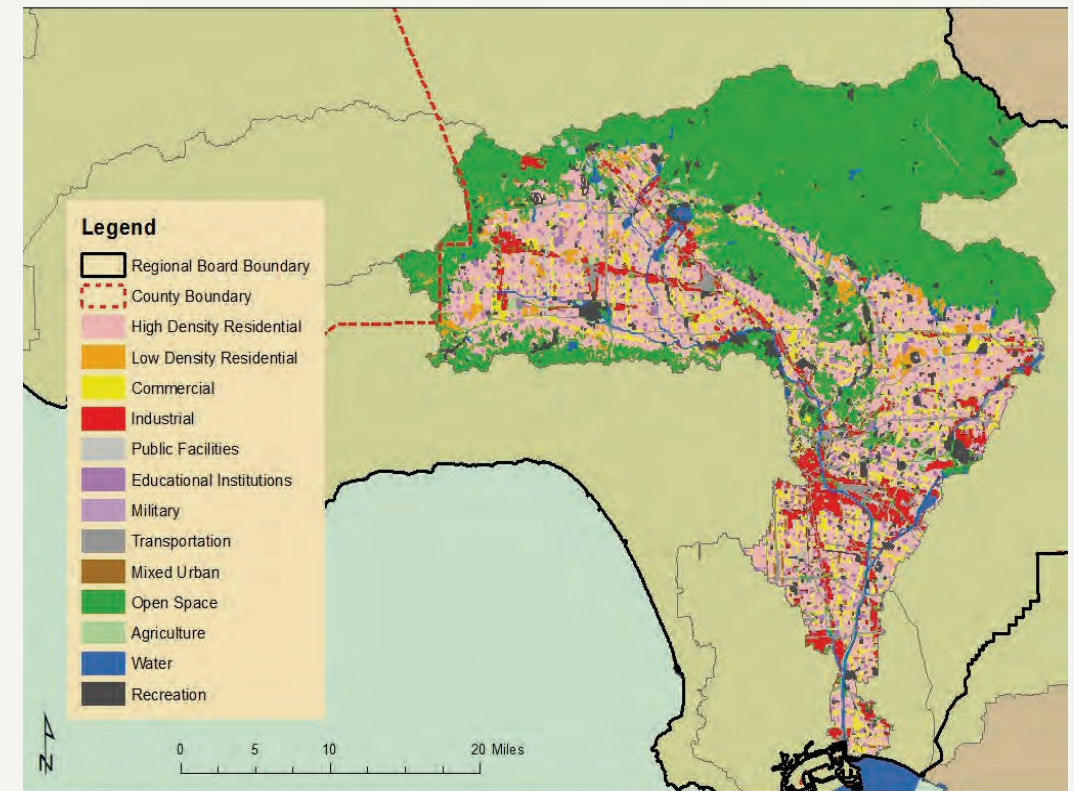 Legend
Regional Board Boundary
County Boundary
High Density Residential
Low Density Residential
Commercial
Industrial
Public Facilities
Educational Institutions
Military
Transportation
Mixed Urban
Open Space
Agriculture
Water
Recreation
N
0 5 10 20 Miles